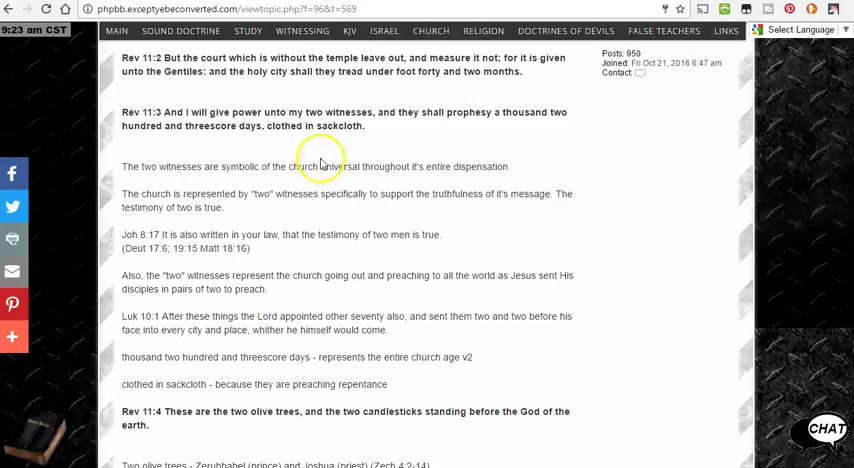 phpbb.exceptyebeconverted.com/viewtopic.php?f=96&t=569
9:23 am CST
MAIN SOUND DOCTRINE STUDY WITNESSING KJV ISRAEL CHURCH RELIGION DOCTRINES OF DEVILS FALSE TEACHERS LINKS
Select Language
Rev 11:2 But the court which is without the temple leave out, and measure it not; for it is given
unto the Gentiles: and the holy city shall they tread under foot forty and two months.
Posts: 950
Joined: Fri Oct 21, 2016 6:47 am
Contact:
Rev 11:3 And I will give power unto my two witnesses, and they shall prophesy a thousand two
hundred and threescore days, clothed in sackcloth.
The two witnesses are symbolic of the church universal throughout it's entire dispensation.
The church is represented by "two" witnesses specifically to support the truthfulness of it's message. The
testimony of two is true.
Joh 8:17 It is also written in your law, that the testimony of two men is true.
(Deut 17:6; 19:15 Matt 18:16)
Also, the "two" witnesses represent the church going out and preaching to all the world as Jesus sent His
disciples in pairs of two to preach.
Luk 10:1 After these things the Lord appointed other seventy also, and sent them two and two before his
face into every city and place, whither he himself would come.
thousand two hundred and threescore days - represents the entire church age v2
clothed in sackcloth - because they are preaching repentance
Rev 11:4 These are the two olive trees, and the two candlesticks standing before the God of the
earth.
Two olive trees - Zerubbabel (prince) and Joshua (priest) (Zech 4:2-14)
CHAT